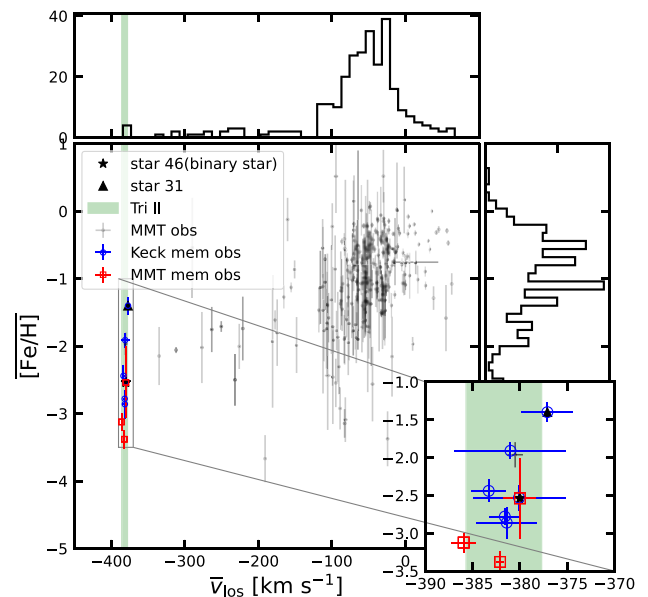 40
20
0
1
0
−1
−2
−3
−4
−5
[Fe/H]
star 46(binary star)
star 31
Tri II
MMT obs
Keck mem obs
MMT mem obs
−400 −300 −200 −100 0
v̅los [km s⁻¹]
−1.0
−1.5
−2.0
−2.5
−3.0
−3.5
−390 −385 −380 −375 −370